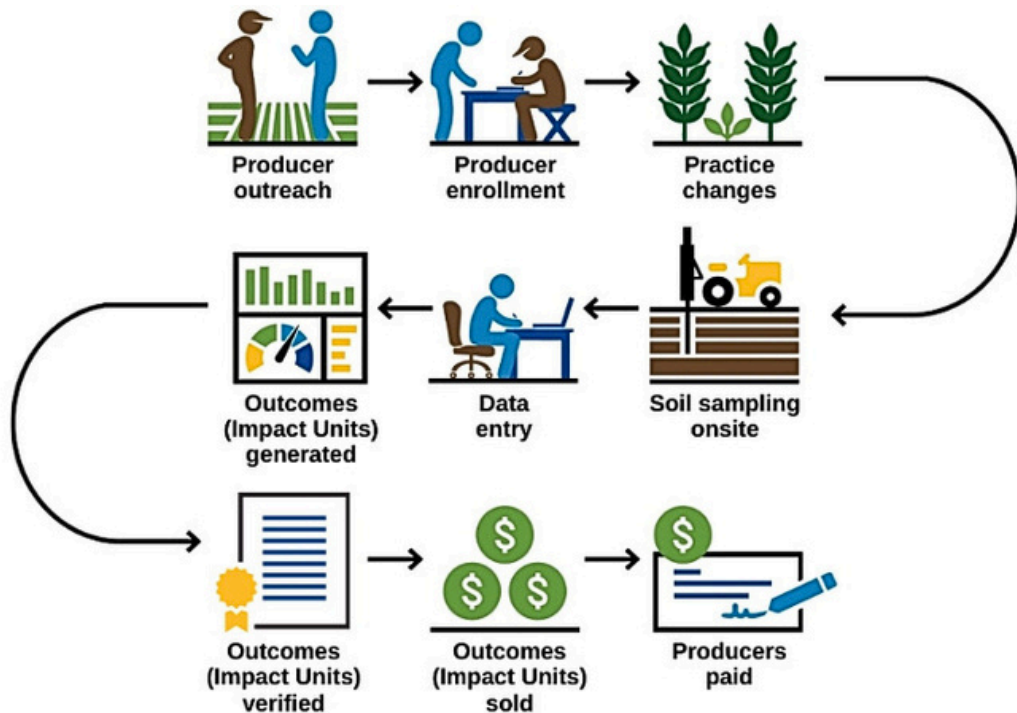 Producer
outreach
Producer
enrollment
Practice
changes
Soil sampling
onsite
Data
entry
Outcomes
(Impact Units)
generated
Outcomes
(Impact Units)
verified
$
$ $
Outcomes
(Impact Units)
sold
$
Producers
paid